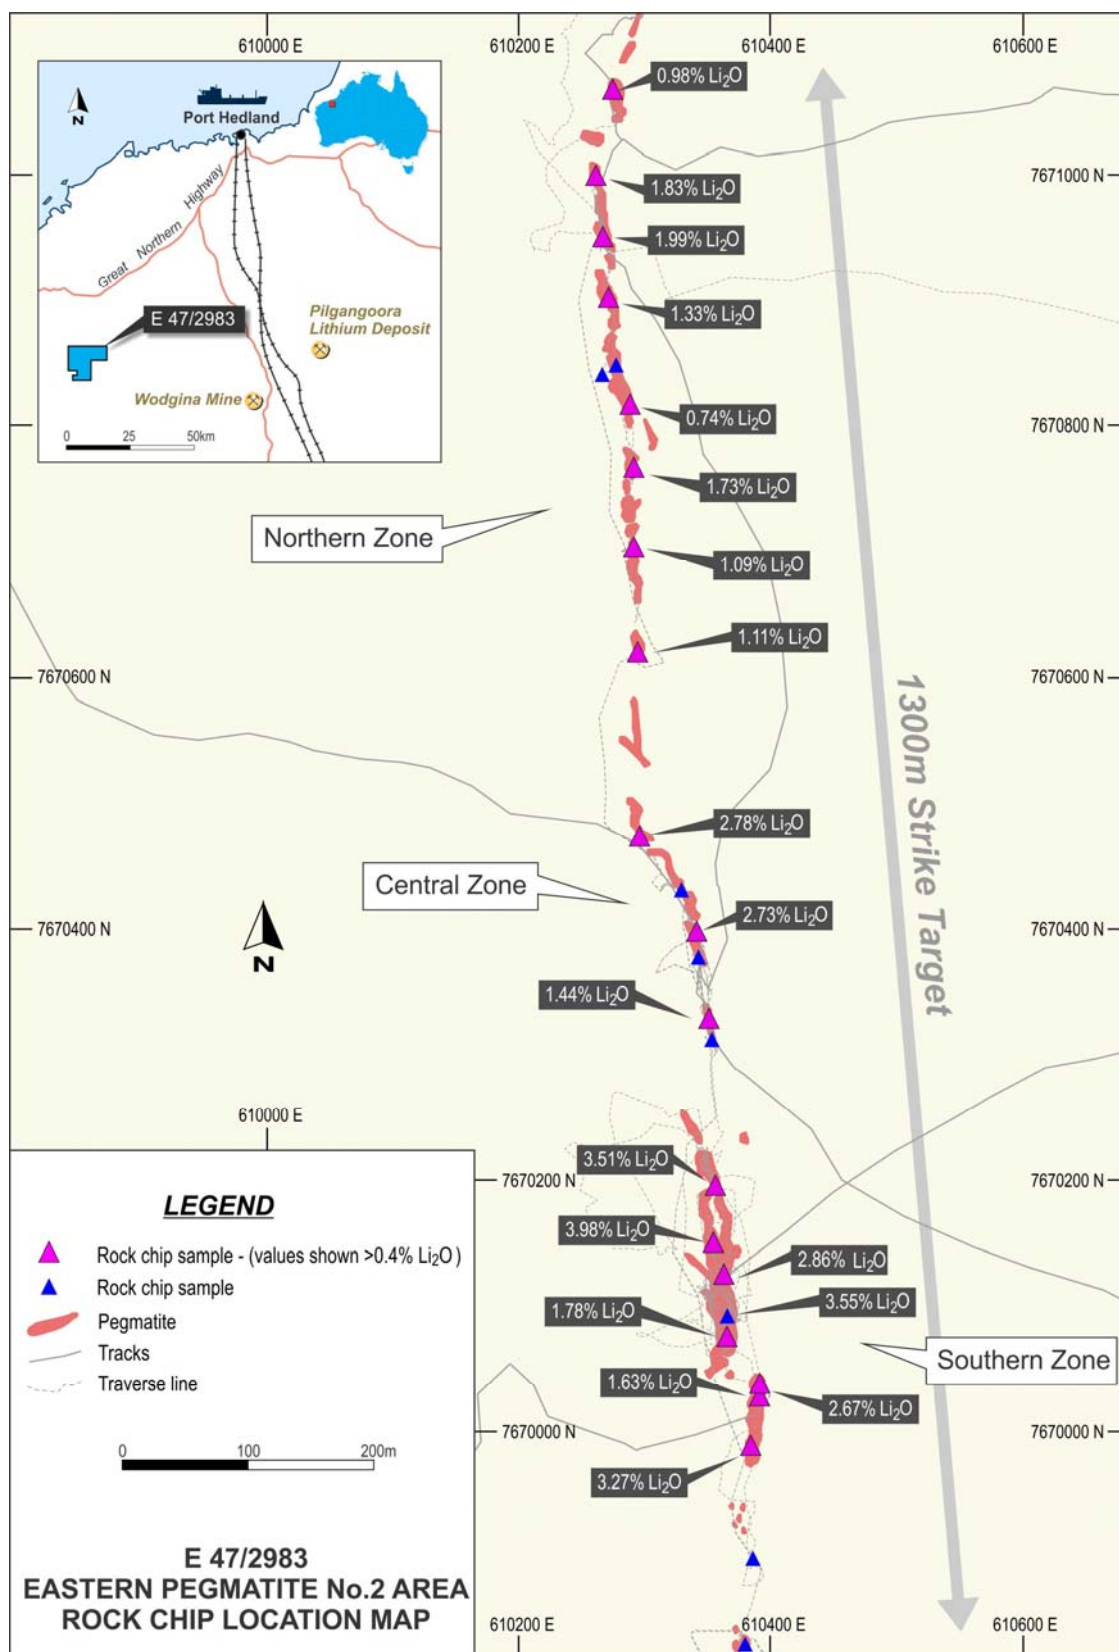 610000 E
610200 E
610400 E
610600 E
N
Port Hedland
Great Northern Highway
E 47/2983
Pilgangoora
Lithium Deposit
Wodgina Mine
0 25 50km
0.98% Li₂O
7671000 N
1.83% Li₂O
1.99% Li₂O
1.33% Li₂O
0.74% Li₂O
7670800 N
7670800 N
1.73% Li₂O
Northern Zone
1.09% Li₂O
1.11% Li₂O
7670600 N
7670600 N
1300m Strike Target
2.78% Li₂O
Central Zone
2.73% Li₂O
7670400 N
7670400 N
N
1.44% Li₂O
610000 E
3.51% Li₂O
7670200 N
7670200 N
3.98% Li₂O
2.86% Li₂O
3.55% Li₂O
1.78% Li₂O
Southern Zone
1.63% Li₂O
2.67% Li₂O
7670000 N
7670000 N
3.27% Li₂O
LEGEND
Rock chip sample - (values shown >0.4% Li₂O )
Rock chip sample
Pegmatite
Tracks
Traverse line
0 100 200m
E 47/2983
EASTERN PEGMATITE No.2 AREA
ROCK CHIP LOCATION MAP
610200 E
610400 E
610600 E